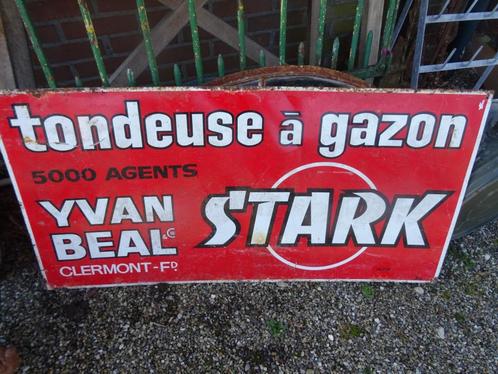 tondeuse à gazon
5000 AGENTS
YVAN
BEAL
STARK
CLERMONT-FD